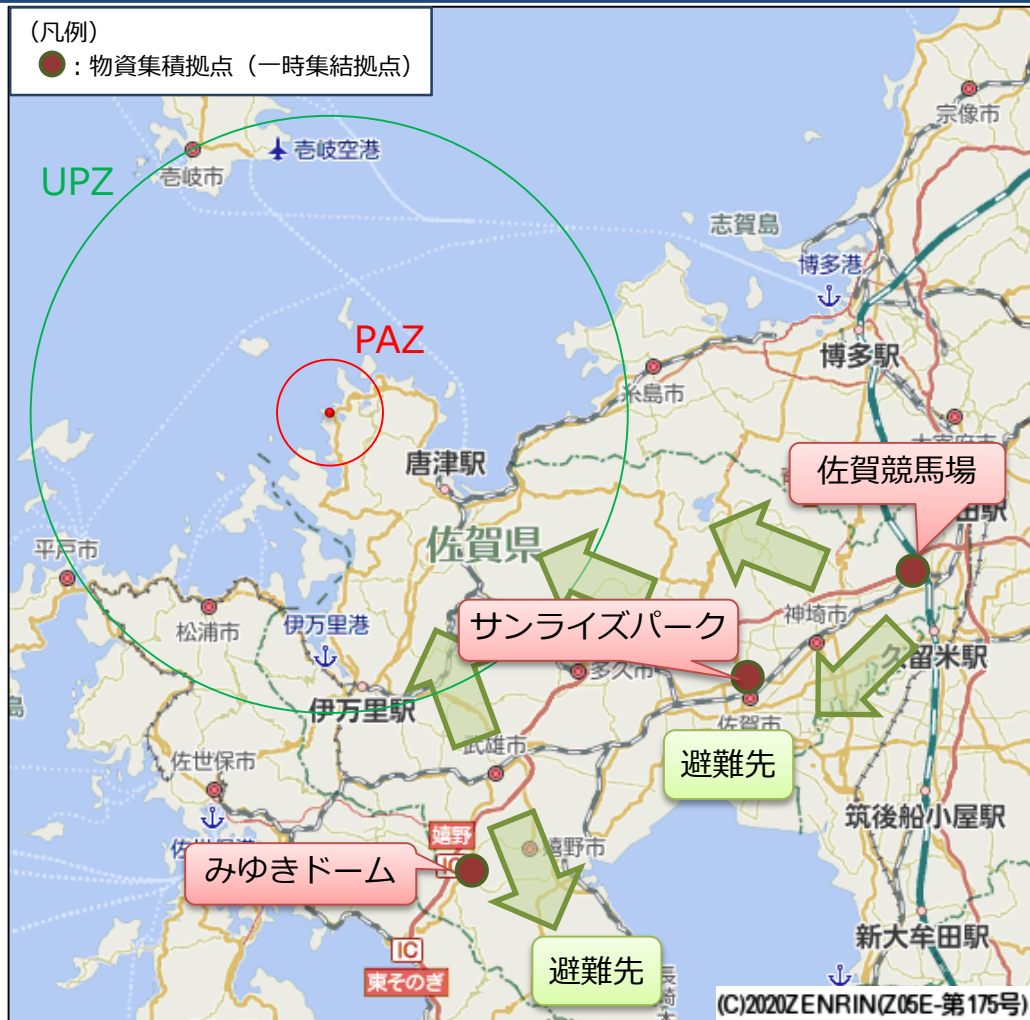 (凡例)
:物資集積拠点(一時集結拠点)
宗像市
壱岐空港
壱岐市
UPZ
志賀島
博多港
PAZ
博多駅
糸島市
唐津駅
佐賀競馬場
田駅
佐賀県
平戸市
サンライズパーク
神埼市
松浦市
伊万里港
久留米駅
多久市
伊万里駅
佐賀市
武雄市
佐世保市
避難先
筑後船小屋駅
嬉野
IC
嬉野市
みゆきドーム
新大牟田駅
IC
東そのぎ
避難先
(C)2020ZENRIN(Z05E-第175号)